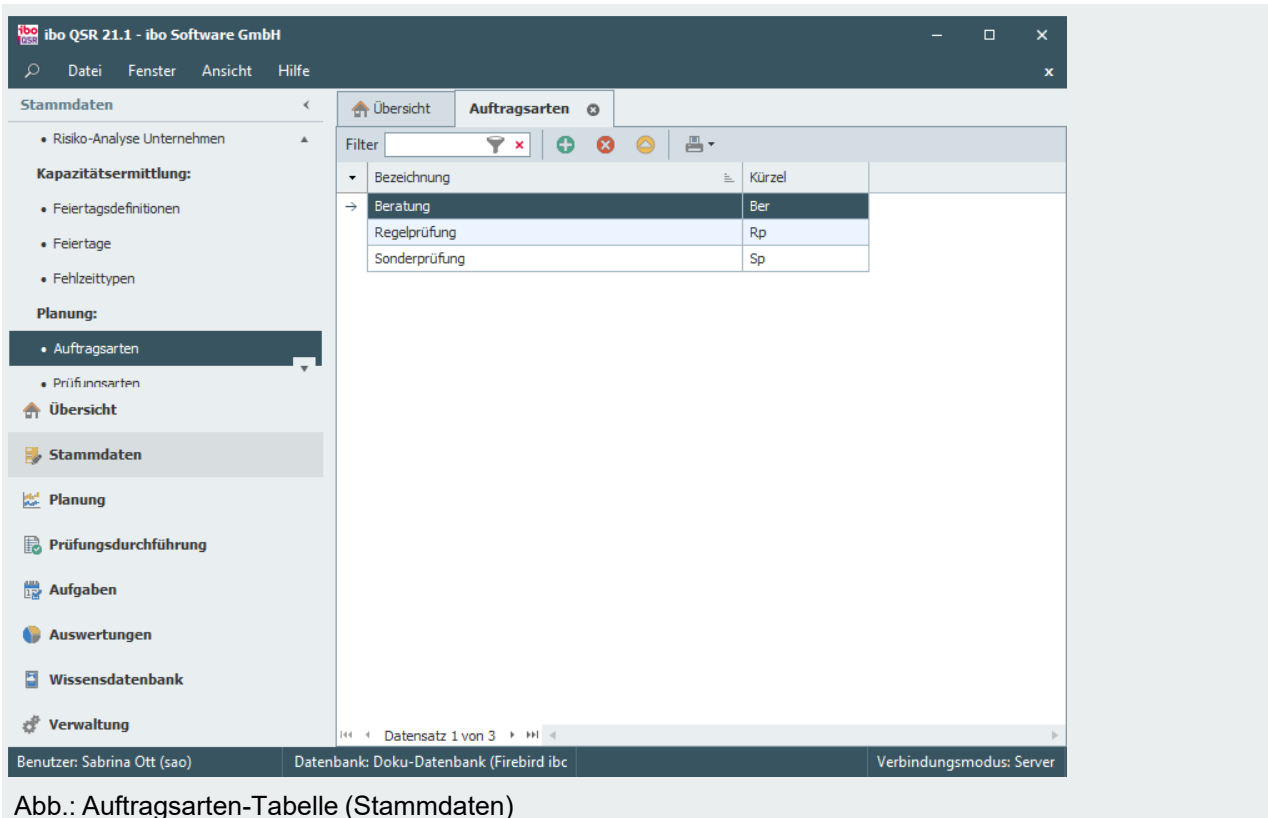 ibo QSR ibo QSR 21.1 - ibo Software GmbH
Datei Fenster Ansicht Hilfe x
Stammdaten
• Risiko-Analyse Unternehmen
Kapazitätsermittlung:
• Feiertagsdefinitionen
• Feiertage
• Fehlzeittypen
Planung:
• Auftragsarten
• Prüfungsarten
Übersicht
Stammdaten
Planung
Prüfungsdurchführung
Aufgaben
Auswertungen
Wissensdatenbank
Verwaltung
Übersicht Auftragsarten
Filter
Bezeichnung Kürzel
Beratung Ber
Regelprüfung Rp
Sonderprüfung Sp
Datensatz 1 von 3
Benutzer: Sabrina Ott (sao) Datenbank: Doku-Datenbank (Firebird ibc Verbindungsmodus: Server
Abb.: Auftragsarten-Tabelle (Stammdaten)